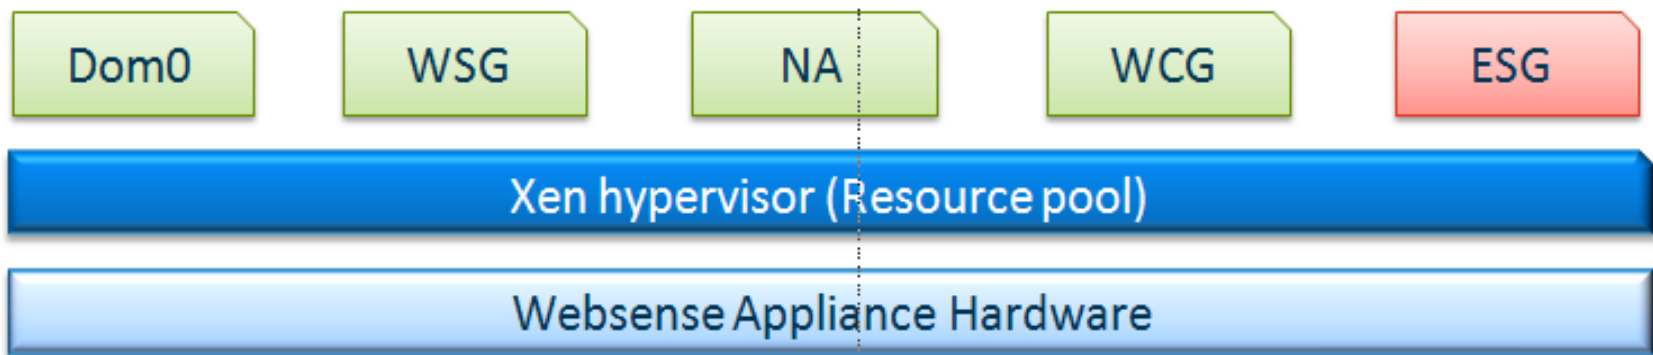 Dom0 WSG NA WCG ESG
Xen hypervisor (Resource pool)
Websense Appliance Hardware